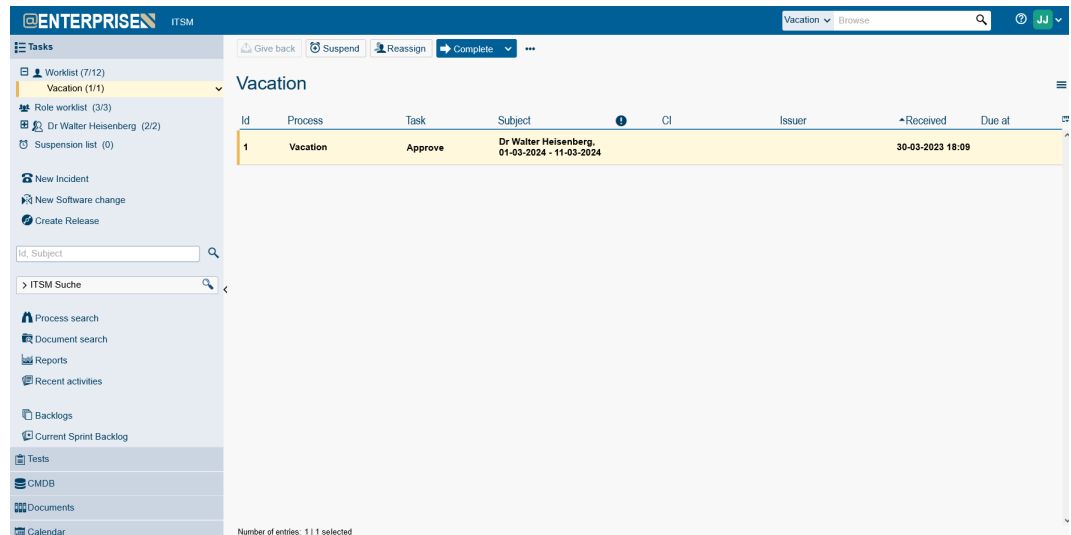 @ENTERPRISE ITSM Vacation Browse JJ
Tasks
Give back Suspend Reassign Complete
Worklist (7/12)
Vacation (1/1)
Role worklist (3/3)
Dr Walter Heisenberg (2/2)
Suspension list (0)
New Incident
New Software change
Create Release
Id, Subject
> ITSM Suche
Process search
Document search
Reports
Recent activities
Backlogs
Current Sprint Backlog
Tests
CMDB
Documents
Calendar
Vacation
Id Process Task Subject CI Issuer Received Due at
1 Vacation Approve Dr Walter Heisenberg,
01-03-2024 - 11-03-2024 30-03-2023 18:09
Number of entries: 1 | 1 selected